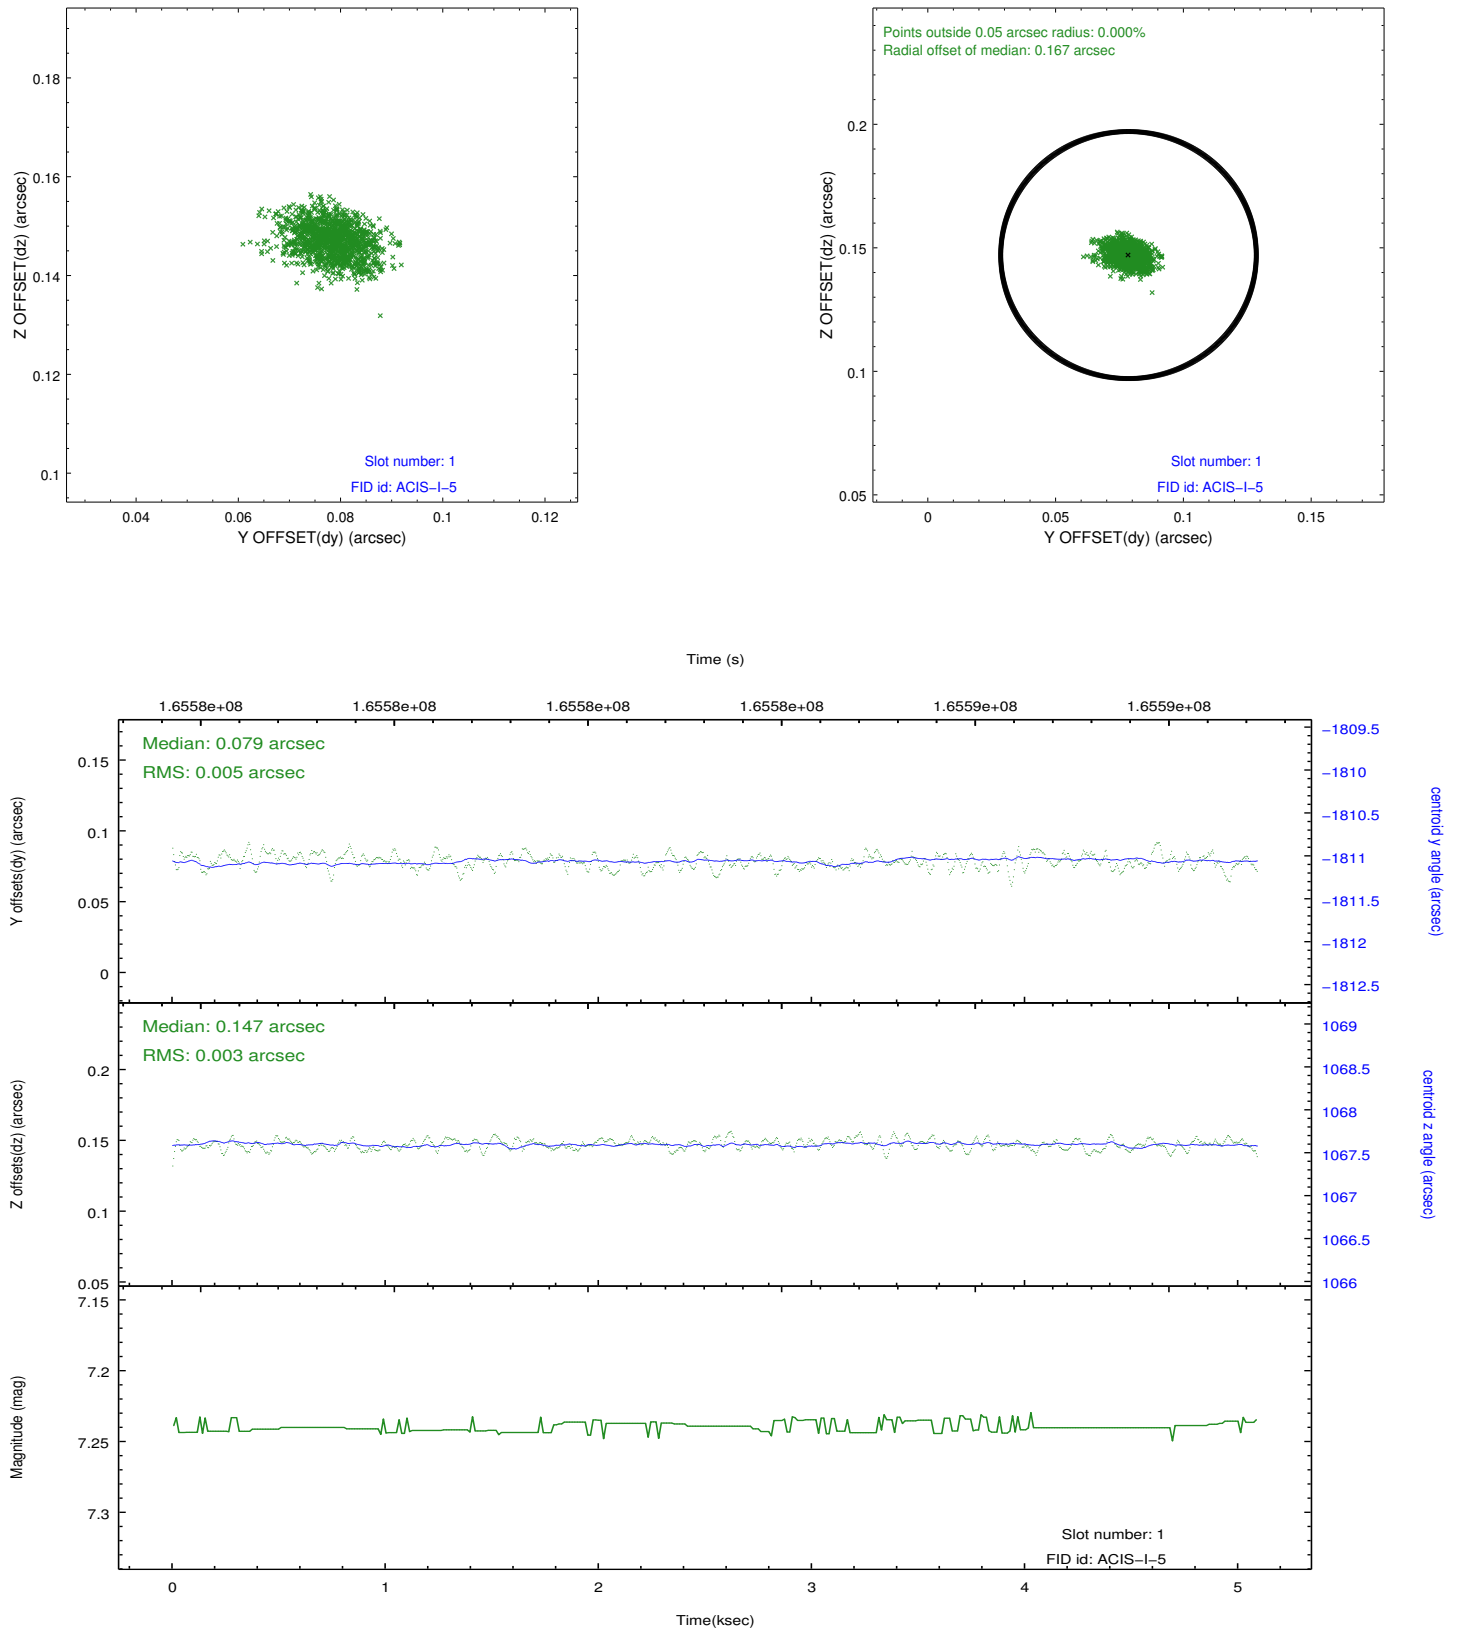 0.18
0.16
0.14
0.12
0.1
0.04
0.06
0.08
0.1
0.12
Z OFFSET(dz) (arcsec)
Y OFFSET(dy) (arcsec)
Slot number: 1
FID id: ACIS−I−5
Points outside 0.05 arcsec radius: 0.000%
Radial offset of median: 0.167 arcsec
0.2
0.15
0.1
0.05
0
0.05
0.1
0.15
Z OFFSET(dz) (arcsec)
Y OFFSET(dy) (arcsec)
Slot number: 1
FID id: ACIS−I−5
Time (s)
1.6558e+08
1.6558e+08
1.6558e+08
1.6558e+08
1.6559e+08
1.6559e+08
Median: 0.079 arcsec
RMS: 0.005 arcsec
0.15
0.1
0.05
0
Y offsets(dy) (arcsec)
−1809.5
−1810
−1810.5
−1811
−1811.5
−1812
−1812.5
centroid y angle (arcsec)
Median: 0.147 arcsec
RMS: 0.003 arcsec
0.2
0.15
0.1
0.05
Z offsets(dz) (arcsec)
1069
1068.5
1068
1067.5
1067
1066.5
1066
centroid z angle (arcsec)
7.15
7.2
7.25
7.3
Magnitude (mag)
Slot number: 1
FID id: ACIS−I−5
0
1
2
3
4
5
Time(ksec)